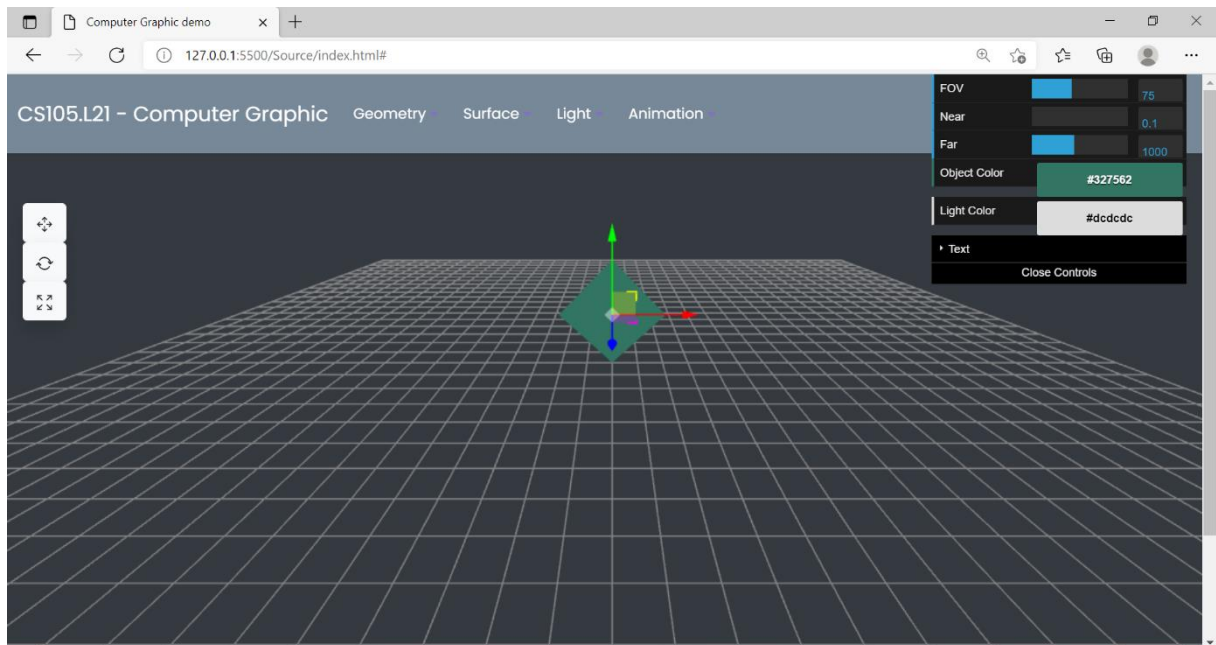 Computer Graphic demo
127.0.0.1:5500/Source/index.html#
CS105.L21 - Computer Graphic Geometry Surface Light Animation
FOV 75
Near 0.1
Far 1000
Object Color #327562
Light Color #dcdcdc
Text
Close Controls